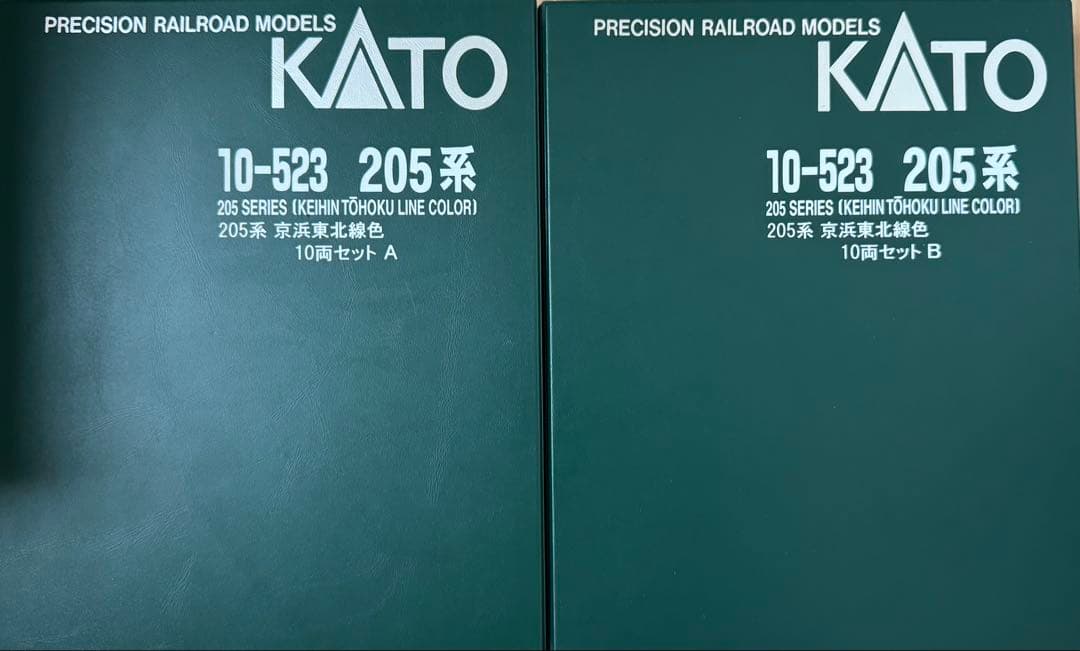 PRECISION RAILROAD MODELS
KATO
10-523 205系
205 SERIES (KEIHIN TŌHOKU LINE COLOR)
205系 京浜東北線色
10両セット A
PRECISION RAILROAD MODELS
KATO
10-523 205系
205 SERIES (KEIHIN TŌHOKU LINE COLOR)
205系 京浜東北線色
10両セット B